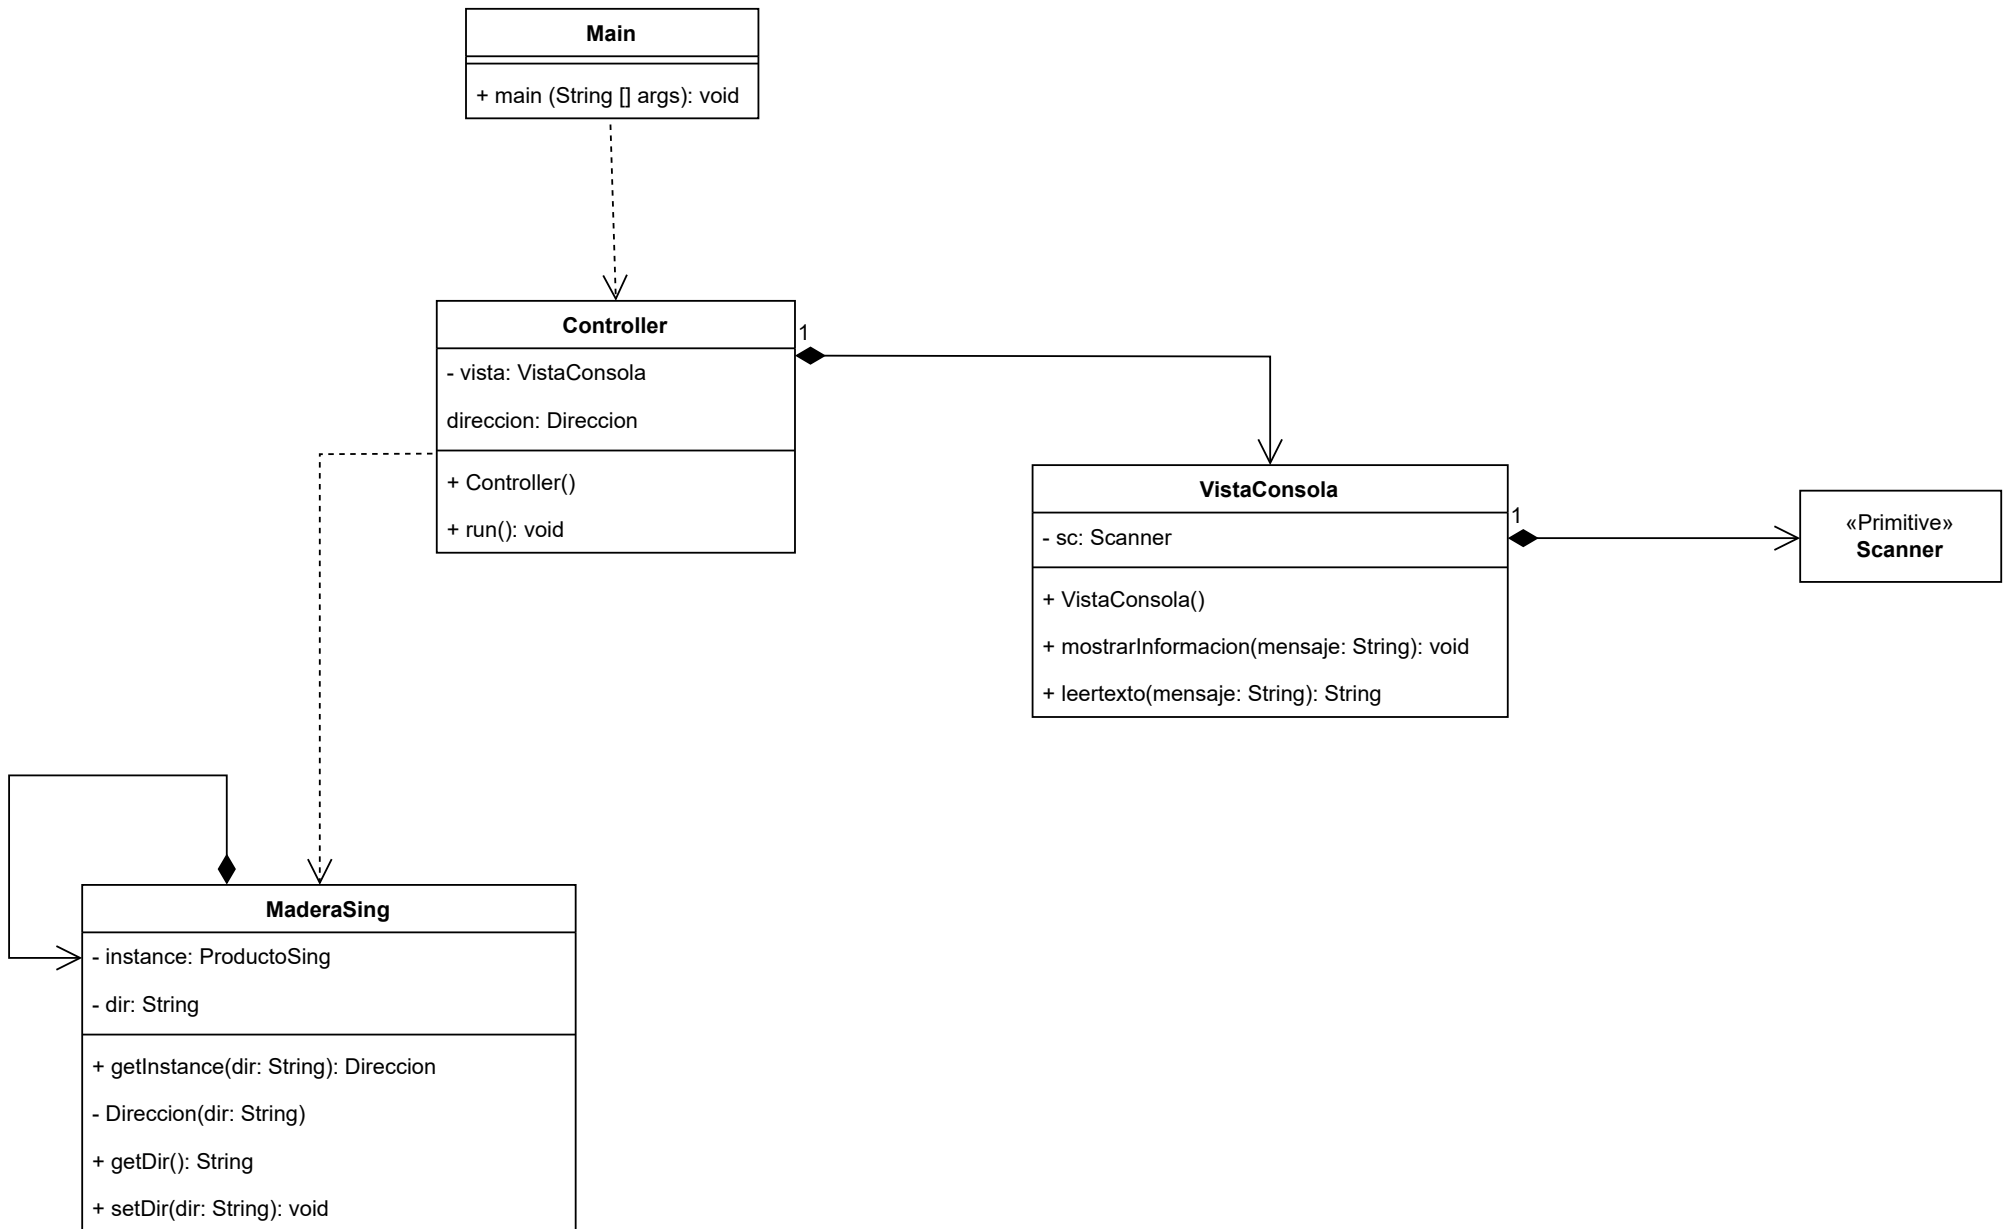 Main
+ main (String [] args): void
Controller
- vista: VistaConsola
direccion: Direccion
+ Controller()
+ run(): void
1
VistaConsola
- sc: Scanner
+ VistaConsola()
+ mostrarInformacion(mensaje: String): void
+ leertexto(mensaje: String): String
1
«Primitive»
Scanner
MaderaSing
- instance: ProductoSing
- dir: String
+ getInstance(dir: String): Direccion
- Direccion(dir: String)
+ getDir(): String
+ setDir(dir: String): void